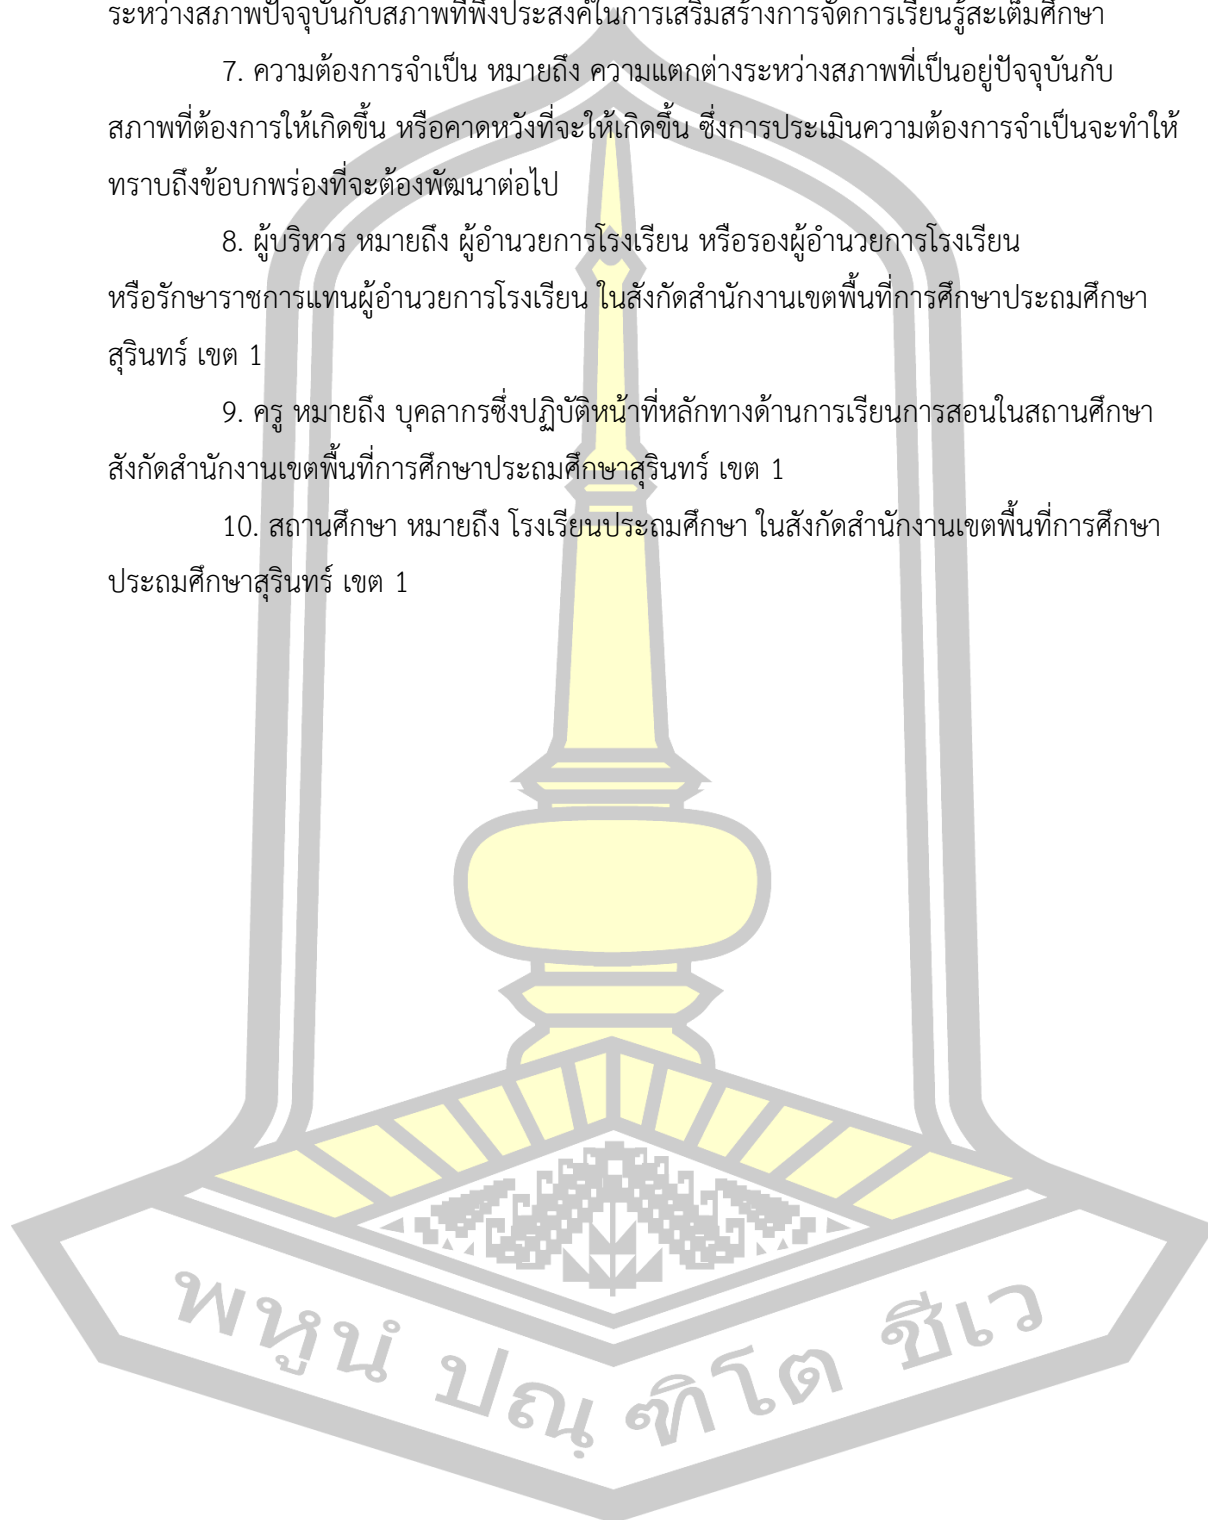 ระหว่างสภาพปัจจุบันกับสภาพที่พึงประสงค์ในการเสริมสร้างการจัดการเรียนรู้สะเต็มศึกษา
7. ความต้องการจำเป็น หมายถึง ความแตกต่างระหว่างสภาพที่เป็นอยู่ปัจจุบันกับ
สภาพที่ต้องการให้เกิดขึ้น หรือคาดหวังที่จะให้เกิดขึ้น ซึ่งการประเมินความต้องการจำเป็นจะทำให้
ทราบถึงข้อบกพร่องที่จะต้องพัฒนาต่อไป
8. ผู้บริหาร หมายถึง ผู้อำนวยการโรงเรียน หรือรองผู้อำนวยการโรงเรียน
หรือรักษาราชการแทนผู้อำนวยการโรงเรียน ในสังกัดสำนักงานเขตพื้นที่การศึกษาประถมศึกษา
สุรินทร์ เขต 1
9. ครู หมายถึง บุคลากรซึ่งปฏิบัติหน้าที่หลักทางด้านการเรียนการสอนในสถานศึกษา
สังกัดสำนักงานเขตพื้นที่การศึกษาประถมศึกษาสุรินทร์ เขต 1
10. สถานศึกษา หมายถึง โรงเรียนประถมศึกษา ในสังกัดสำนักงานเขตพื้นที่การศึกษา
ประถมศึกษาสุรินทร์ เขต 1
พหูนํ ปณฺฑิโต ชีเว